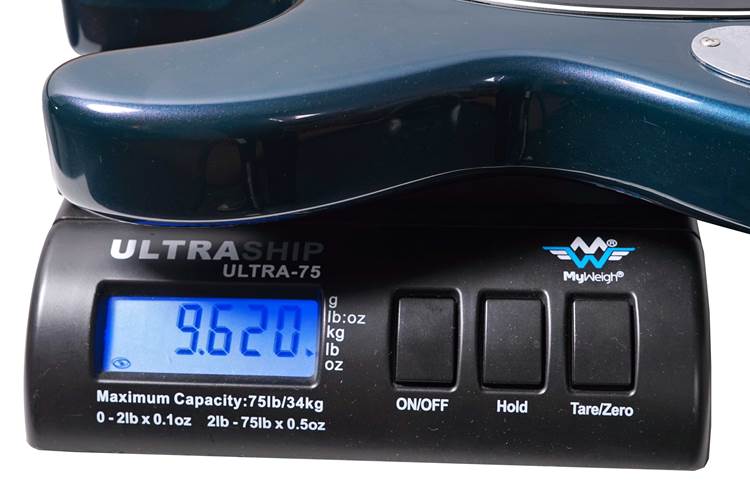 ULTRASHIP
ULTRA-75
MW®
MyWeigh®
9.620
g
lb:oz
kg
lb
oz
Maximum Capacity:75lb/34kg
0 - 2lb x 0.1oz 2lb - 75lb x 0.5oz
ON/OFF
Hold
Tare/Zero